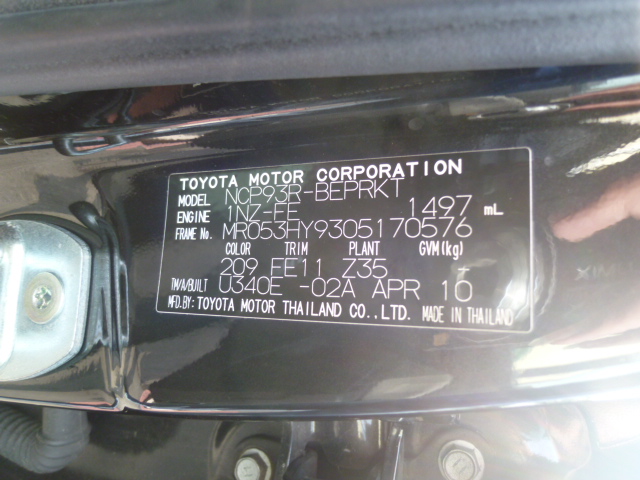 TOYOTA MOTOR CORPORATION
MODEL NCP93R-BEPRKT
ENGINE 1NZ-FE 1497 mL
FRAME No. MR053HY9305170576
COLOR TRIM PLANT GVM(kg)
209 FE11 Z35 -
TM/A/BUILT U340E -02A APR 10
MFD.BY: TOYOTA MOTOR THAILAND CO.,LTD. MADE IN THAILAND